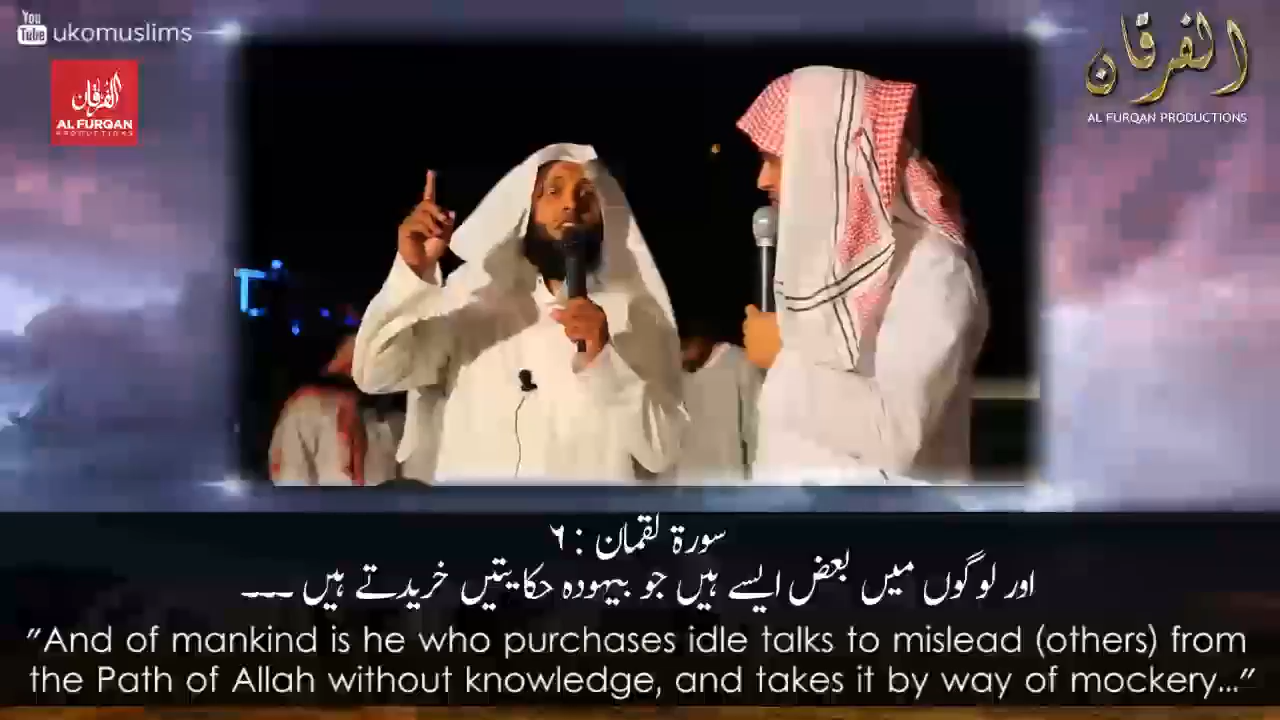 You Tube ukomuslims
الفرقان
AL FURQAN
PRODUCTIONS
الفرقان
AL FURQAN PRODUCTIONS
سورة لقمان : ٦
اور لوگوں میں بعض ایسے ہیں جو بیہودہ حکایتیں خریدتے ہیں ۔۔۔
"And of mankind is he who purchases idle talks to mislead (others) from
the Path of Allah without knowledge, and takes it by way of mockery..."